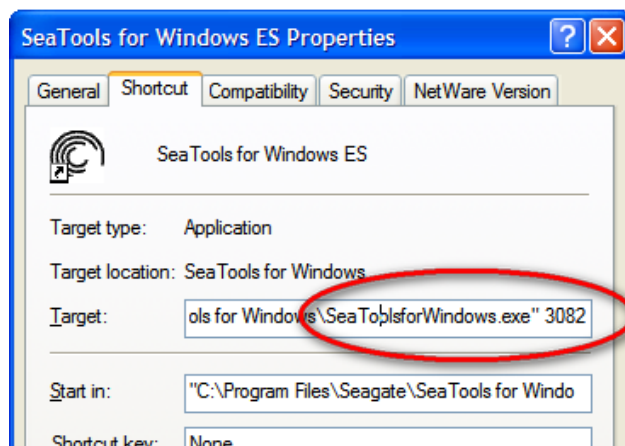 SeaTools for Windows ES Properties
General Shortcut Compatibility Security NetWare Version
SeaTools for Windows ES
Target type: Application
Target location: SeaTools for Windows
Target: ols for Windows\SeaToolsforWindows.exe" 3082
Start in: "C:\Program Files\Seagate\SeaTools for Windo
Shortcut key: None